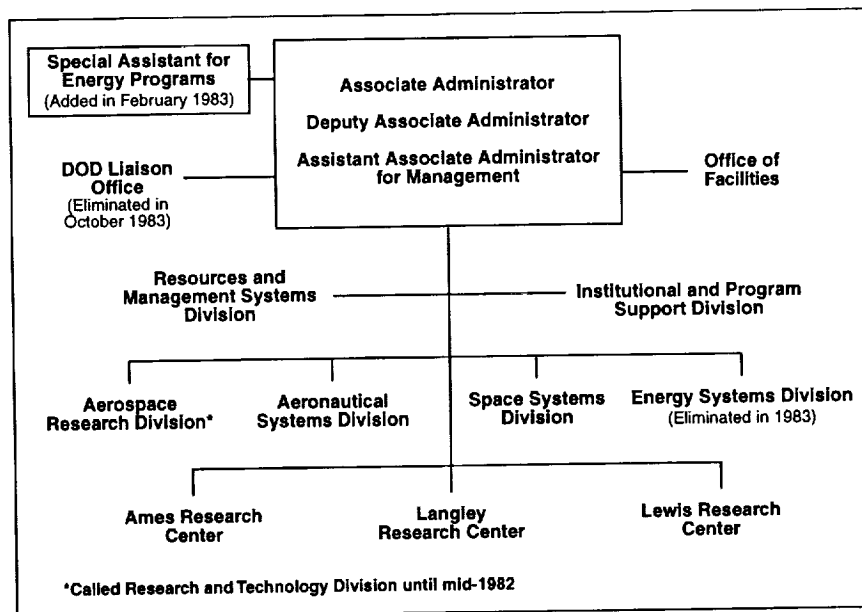 Special Assistant for
Energy Programs
(Added in February 1983)
Associate Administrator
Deputy Associate Administrator
Assistant Associate Administrator
for Management
DOD Liaison
Office
(Eliminated in
October 1983)
Office of
Facilities
Resources and
Management Systems
Division
Institutional and Program
Support Division
Aerospace
Research Division*
Aeronautical
Systems Division
Space Systems
Division
Energy Systems Division
(Eliminated in 1983)
Ames Research
Center
Langley
Research Center
Lewis Research
Center
*Called Research and Technology Division until mid-1982